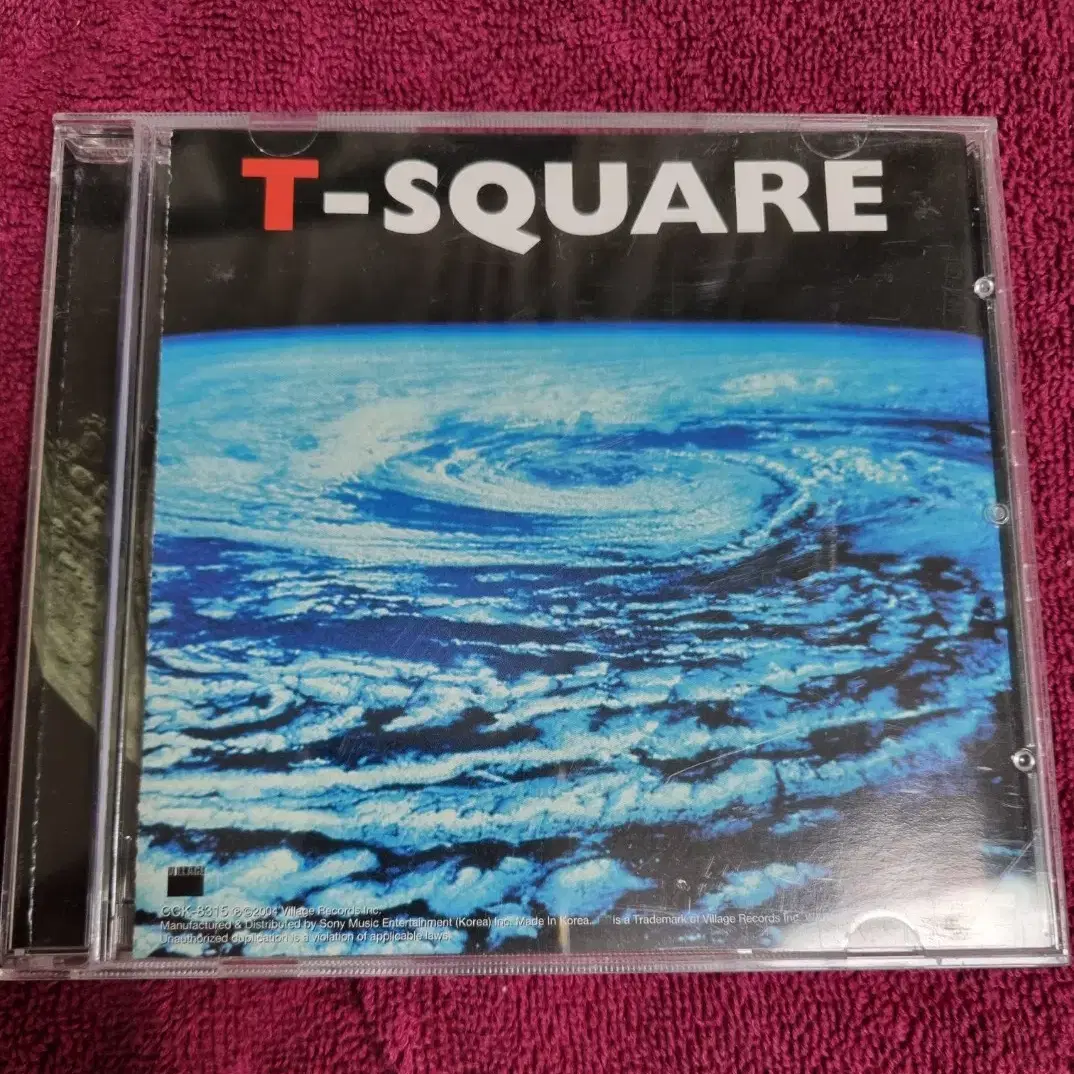 T-SQUARE
VILLAGE
CCK-8315 ℗©2004 Village Records Inc.
Manufactured & Distributed by Sony Music Entertainment (Korea) Inc. Made In Korea. is a Trademark of Village Records Inc.
Unauthorized duplication is a violation of applicable laws.